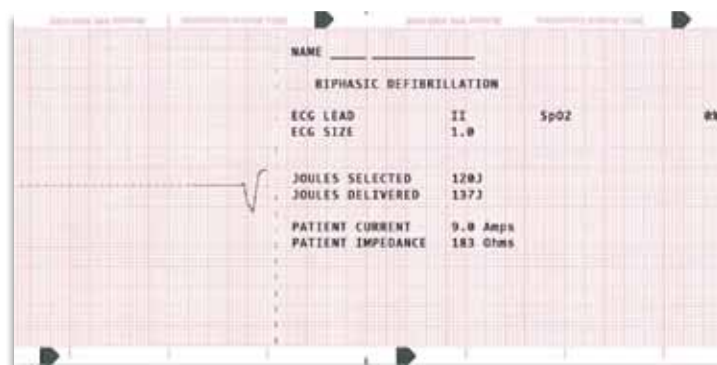 NAME
BIPHASIC DEFIBRILLATION
ECG LEAD II SpO2 0%
ECG SIZE 1.0
JOULES SELECTED 120J
JOULES DELIVERED 137J
PATIENT CURRENT 9.0 Amps
PATIENT IMPEDANCE 183 Ohms